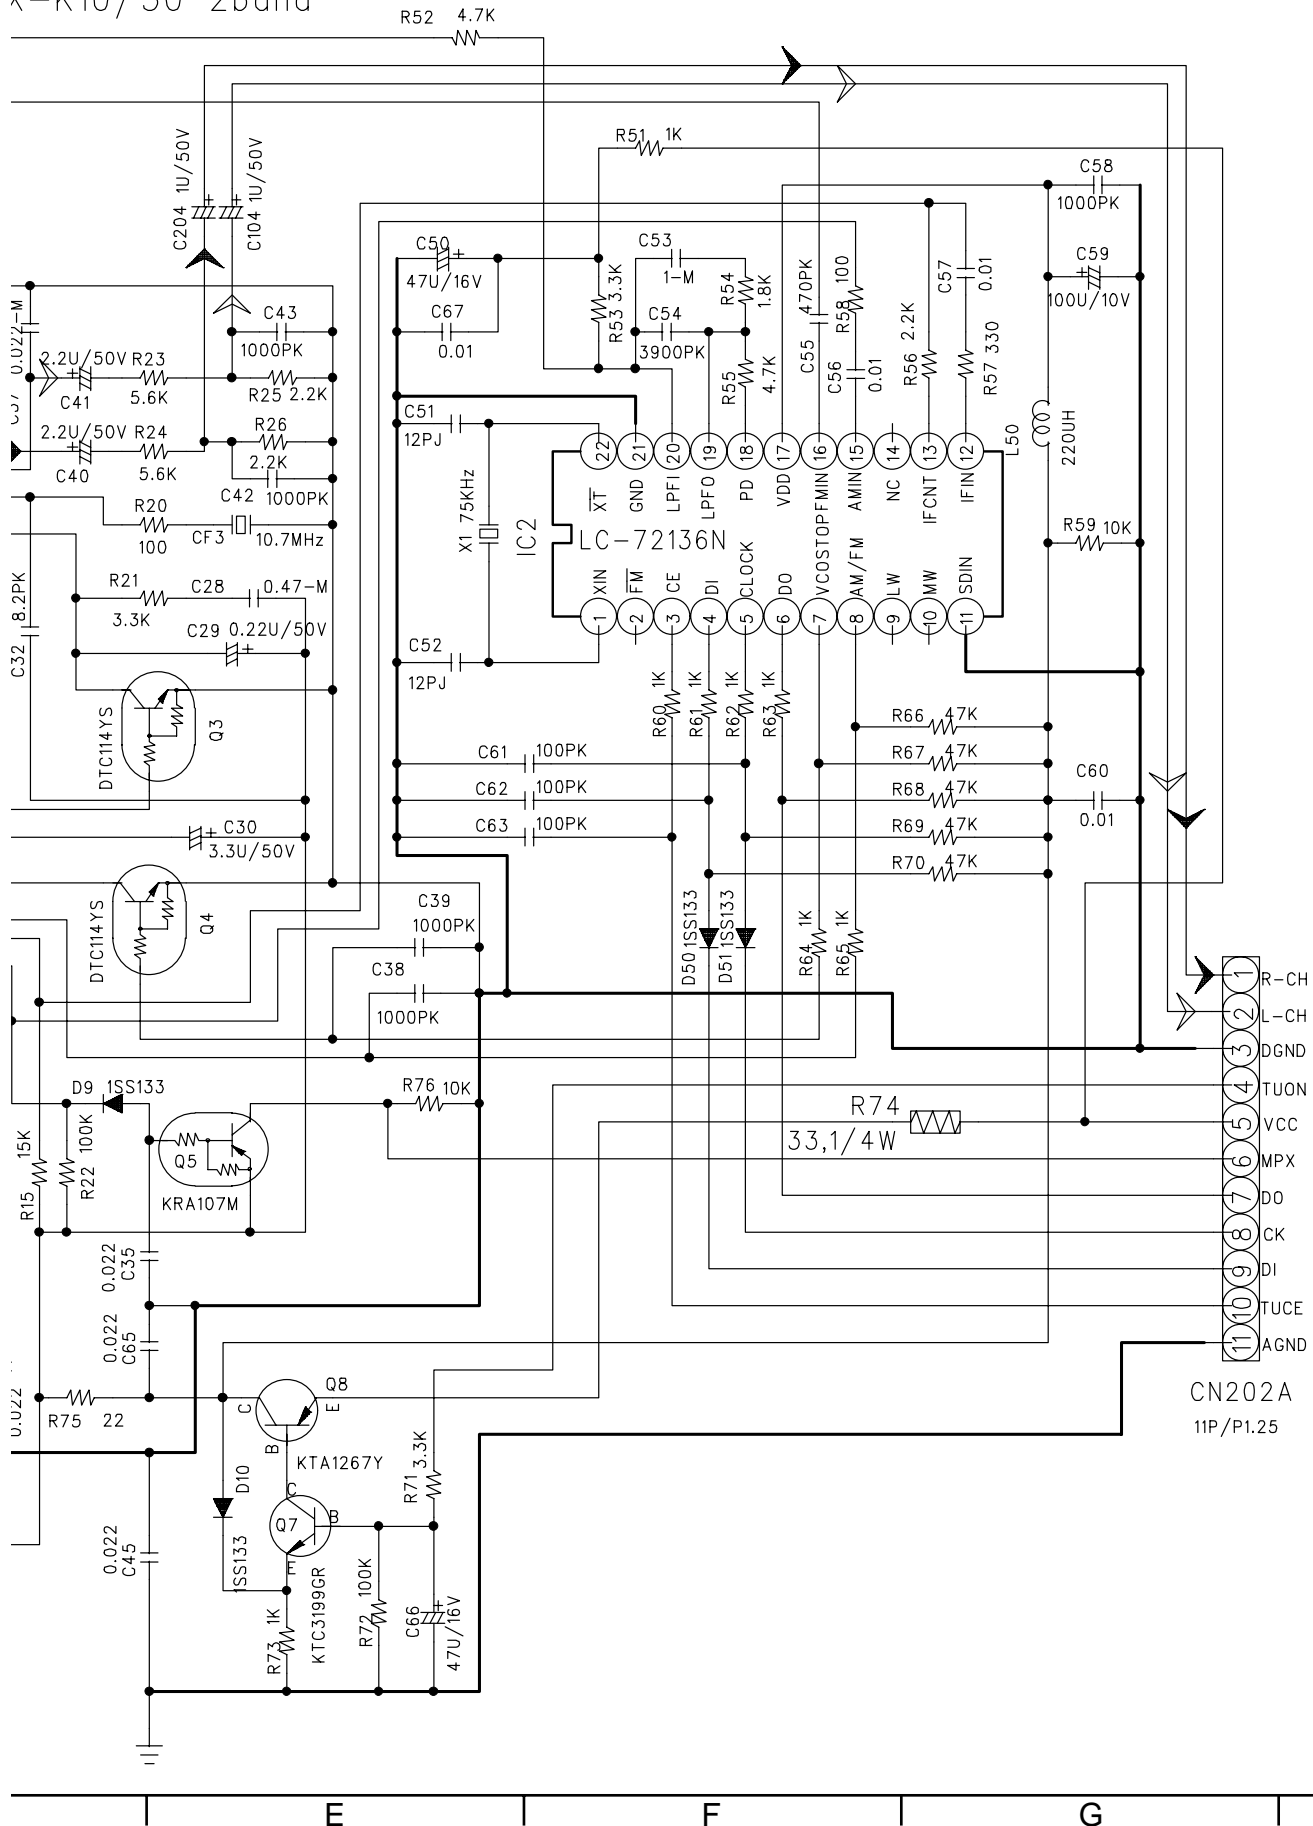 X-K10/30 2band
R52 4.7K
R51 1K
C204 1U/50V
C104 1U/50V
C58
1000PK
C50
47U/16V
C53
1-M
C59
100U/10V
C57 0.01
R53 3.3K
R54 1.8K
C55 470PK
R58 100
C43
1000PK
C67
0.01
C54
3900PK
R56 2.2K
R57 330
0.022-M
2.2U/50V
C41
R23
5.6K
R25 2.2K
R55 4.7K
C56 0.01
C51
12PJ
2.2U/50V
C40
R24
5.6K
R26
2.2K
C42
1000PK
L50
220UH
22 21 20 19 18 17 16 15 14 13 12
XT GND LPFI LPFO PD VDD FMIN AMIN NC IFCNT IFIN
R20
100
CF3 10.7MHz
X1 75KHz
IC2
LC-72136N
R59 10K
XIN FM CE DI CLOCK DO VCOSTOP AM/FM LW MW SDIN
1 2 3 4 5 6 7 8 9 10 11
R21
3.3K
C28 0.47-M
C29 0.22U/50V
C32 8.2PK
C52
12PJ
R60 1K
R61 1K
R62 1K
R63 1K
DTC114YS
Q3
R66 47K
C61 100PK
R67 47K
C60
0.01
C62 100PK
R68 47K
C63 100PK
R69 47K
C30
3.3U/50V
R70 47K
DTC114YS
Q4
C39
1000PK
C38
1000PK
D50 1SS133
D51 1SS133
R64 1K
R65 1K
1 R-CH
2 L-CH
3 DGND
4 TUON
5 VCC
6 MPX
7 DO
8 CK
9 DI
10 TUCE
11 AGND
CN202A
11P/P1.25
D9 1SS133
R76 10K
R74
33,1/4W
R15 15K
R22 100K
Q5
KRA107M
0.022
C35
0.022
C65
0.022
R75 22
Q8
C
E
B
KTA1267Y
D10
1SS133
C
Q7
B
E
KTC3199GR
R71 3.3K
0.022
C45
R73 1K
R72 100K
C66
47U/16V
E F G